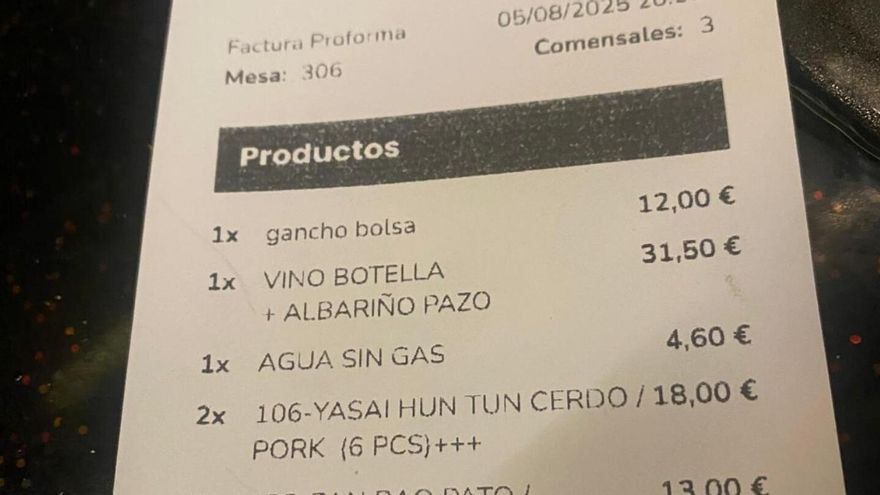 05/08/2025
Factura Proforma
Comensales: 3
Mesa: 306
Productos
1x gancho bolsa 12,00 €
1x VINO BOTELLA 31,50 €
+ ALBARIÑO PAZO
1x AGUA SIN GAS 4,60 €
2x 106-YASAI HUN TUN CERDO / 18,00 €
PORK {6 PCS}+++
BAO PATO / 13,00 €